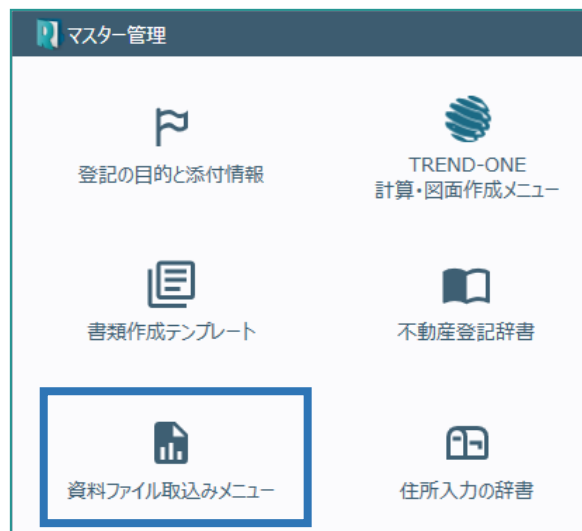 マスター管理
登記の目的と添付情報
TREND-ONE
計算・図面作成メニュー
書類作成テンプレート
不動産登記辞書
資料ファイル取込みメニュー
住所入力の辞書